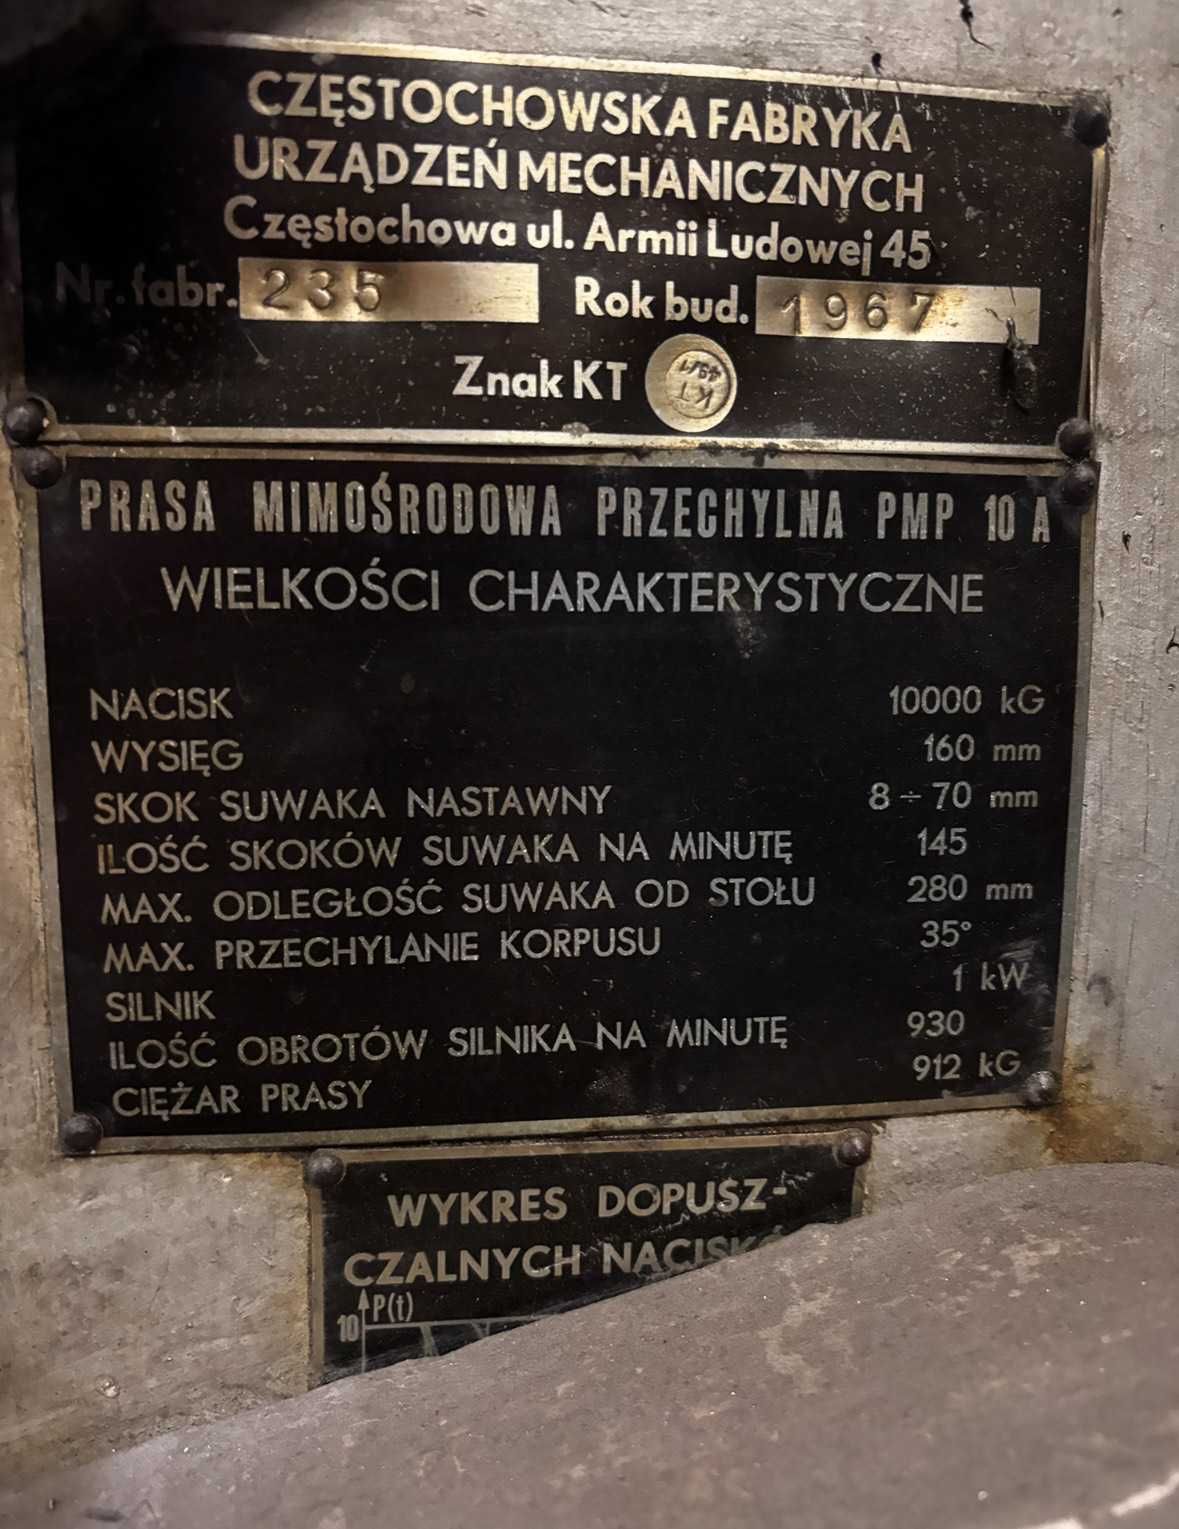 CZĘSTOCHOWSKA FABRYKA
URZĄDZEŃ MECHANICZNYCH
Częstochowa ul. Armii Ludowej 45
Nr. fabr. 235 Rok bud. 1967
Znak KT KT
PRASA MIMOŚRODOWA PRZECHYLNA PMP 10 A
WIELKOŚCI CHARAKTERYSTYCZNE
NACISK 10000 kG
WYSIĘG 160 mm
SKOK SUWAKA NASTAWNY 8 ÷ 70 mm
ILOŚĆ SKOKÓW SUWAKA NA MINUTĘ 145
MAX. ODLEGŁOŚĆ SUWAKA OD STOŁU 280 mm
MAX. PRZECHYLANIE KORPUSU 35°
SILNIK 1 kW
ILOŚĆ OBROTÓW SILNIKA NA MINUTĘ 930
CIĘŻAR PRASY 912 kG
WYKRES DOPUSZ-
CZALNYCH
P(t)
10